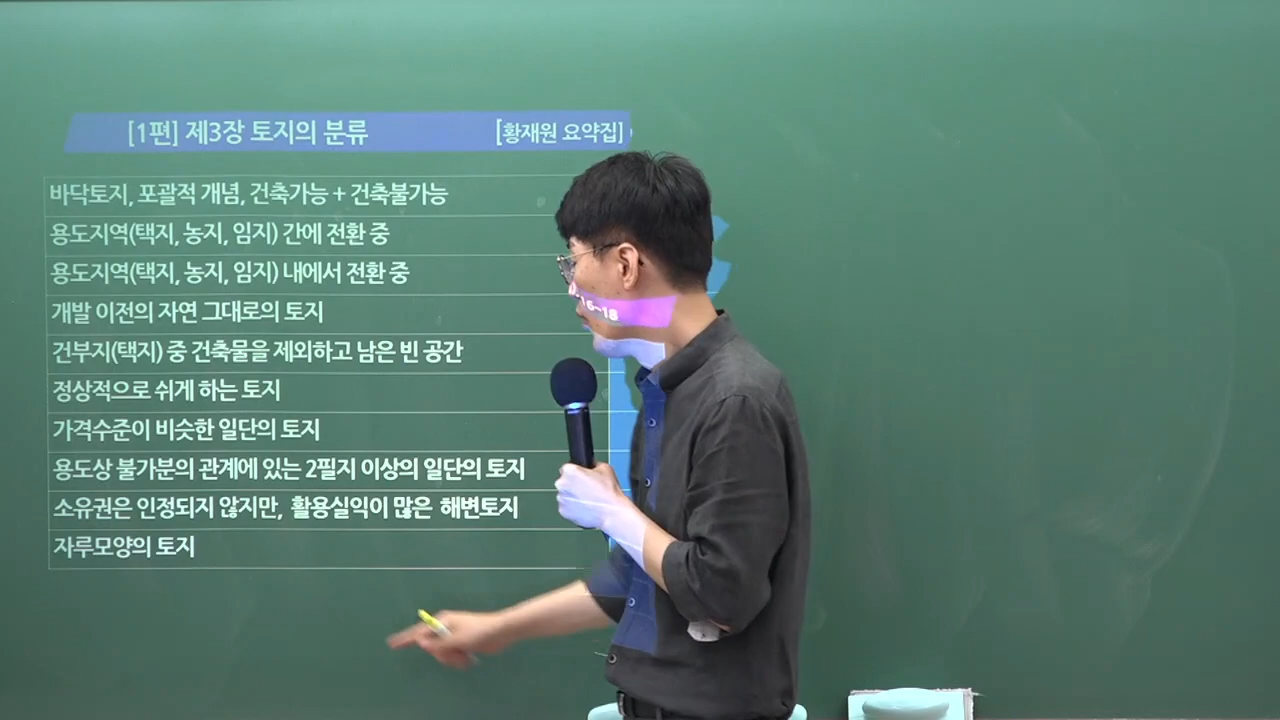 [1편] 제3장 토지의 분류 [황재원 요약집]
바닥토지, 포괄적 개념, 건축가능 + 건축불가능
용도지역(택지, 농지, 임지) 간에 전환 중
용도지역(택지, 농지, 임지) 내에서 전환 중
개발 이전의 자연 그대로의 토지
16~18
건부지(택지) 중 건축물을 제외하고 남은 빈 공간
정상적으로 쉬게 하는 토지
가격수준이 비슷한 일단의 토지
용도상 불가분의 관계에 있는 2필지 이상의 일단의 토지
소유권은 인정되지 않지만, 활용실익이 많은 해변토지
자루모양의 토지